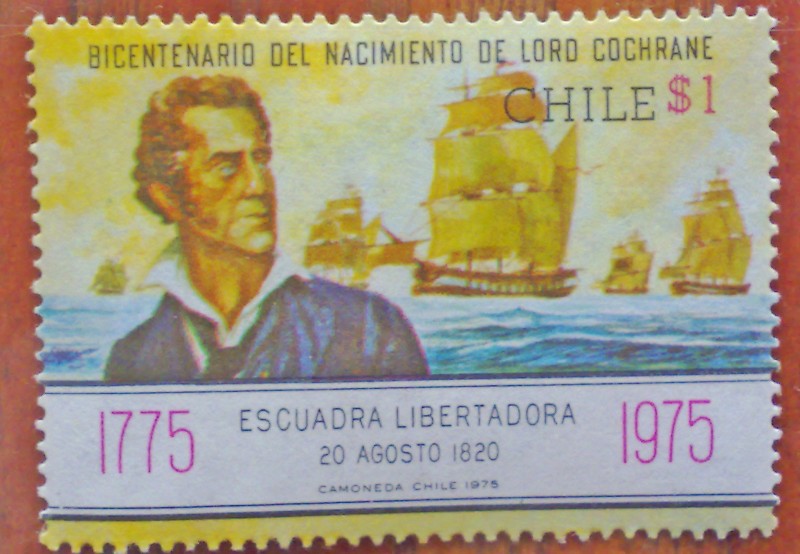 BICENTENARIO DEL NACIMIENTO DE LORD COCHRANE
CHILE $1
1775 ESCUADRA LIBERTADORA 1975
20 AGOSTO 1820
CAMONEDA CHILE 1975